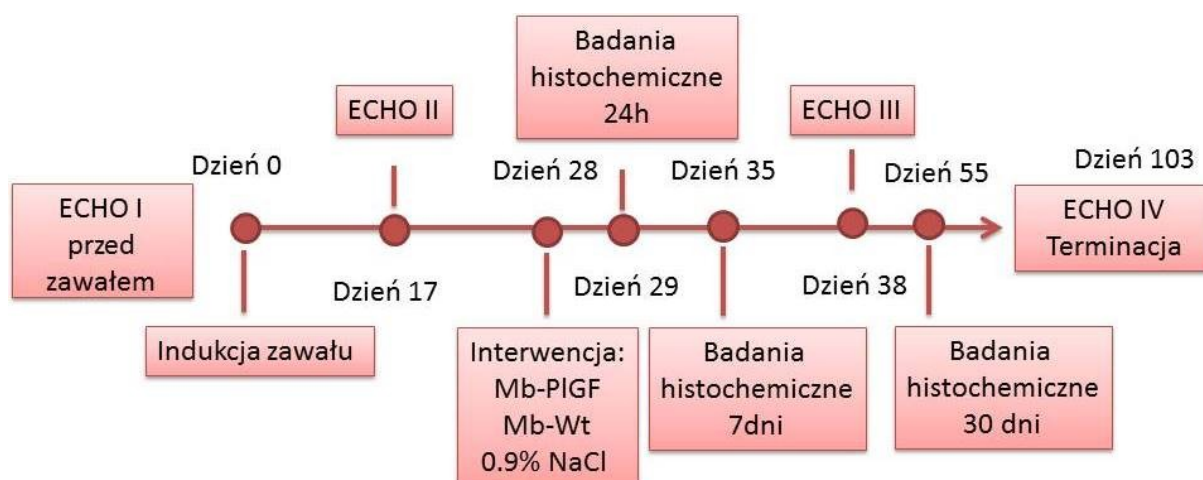 Badania
histochemiczne
24h
ECHO II
ECHO III
Dzień 0
Dzień 28
Dzień 35
Dzień 55
Dzień 103
ECHO I
przed
zawałem
ECHO IV
Terminacja
Dzień 17
Dzień 29
Dzień 38
Indukcja zawału
Interwencja:
Mb-PlGF
Mb-Wt
0.9% NaCl
Badania
histochemiczne
7dni
Badania
histochemiczne
30 dni